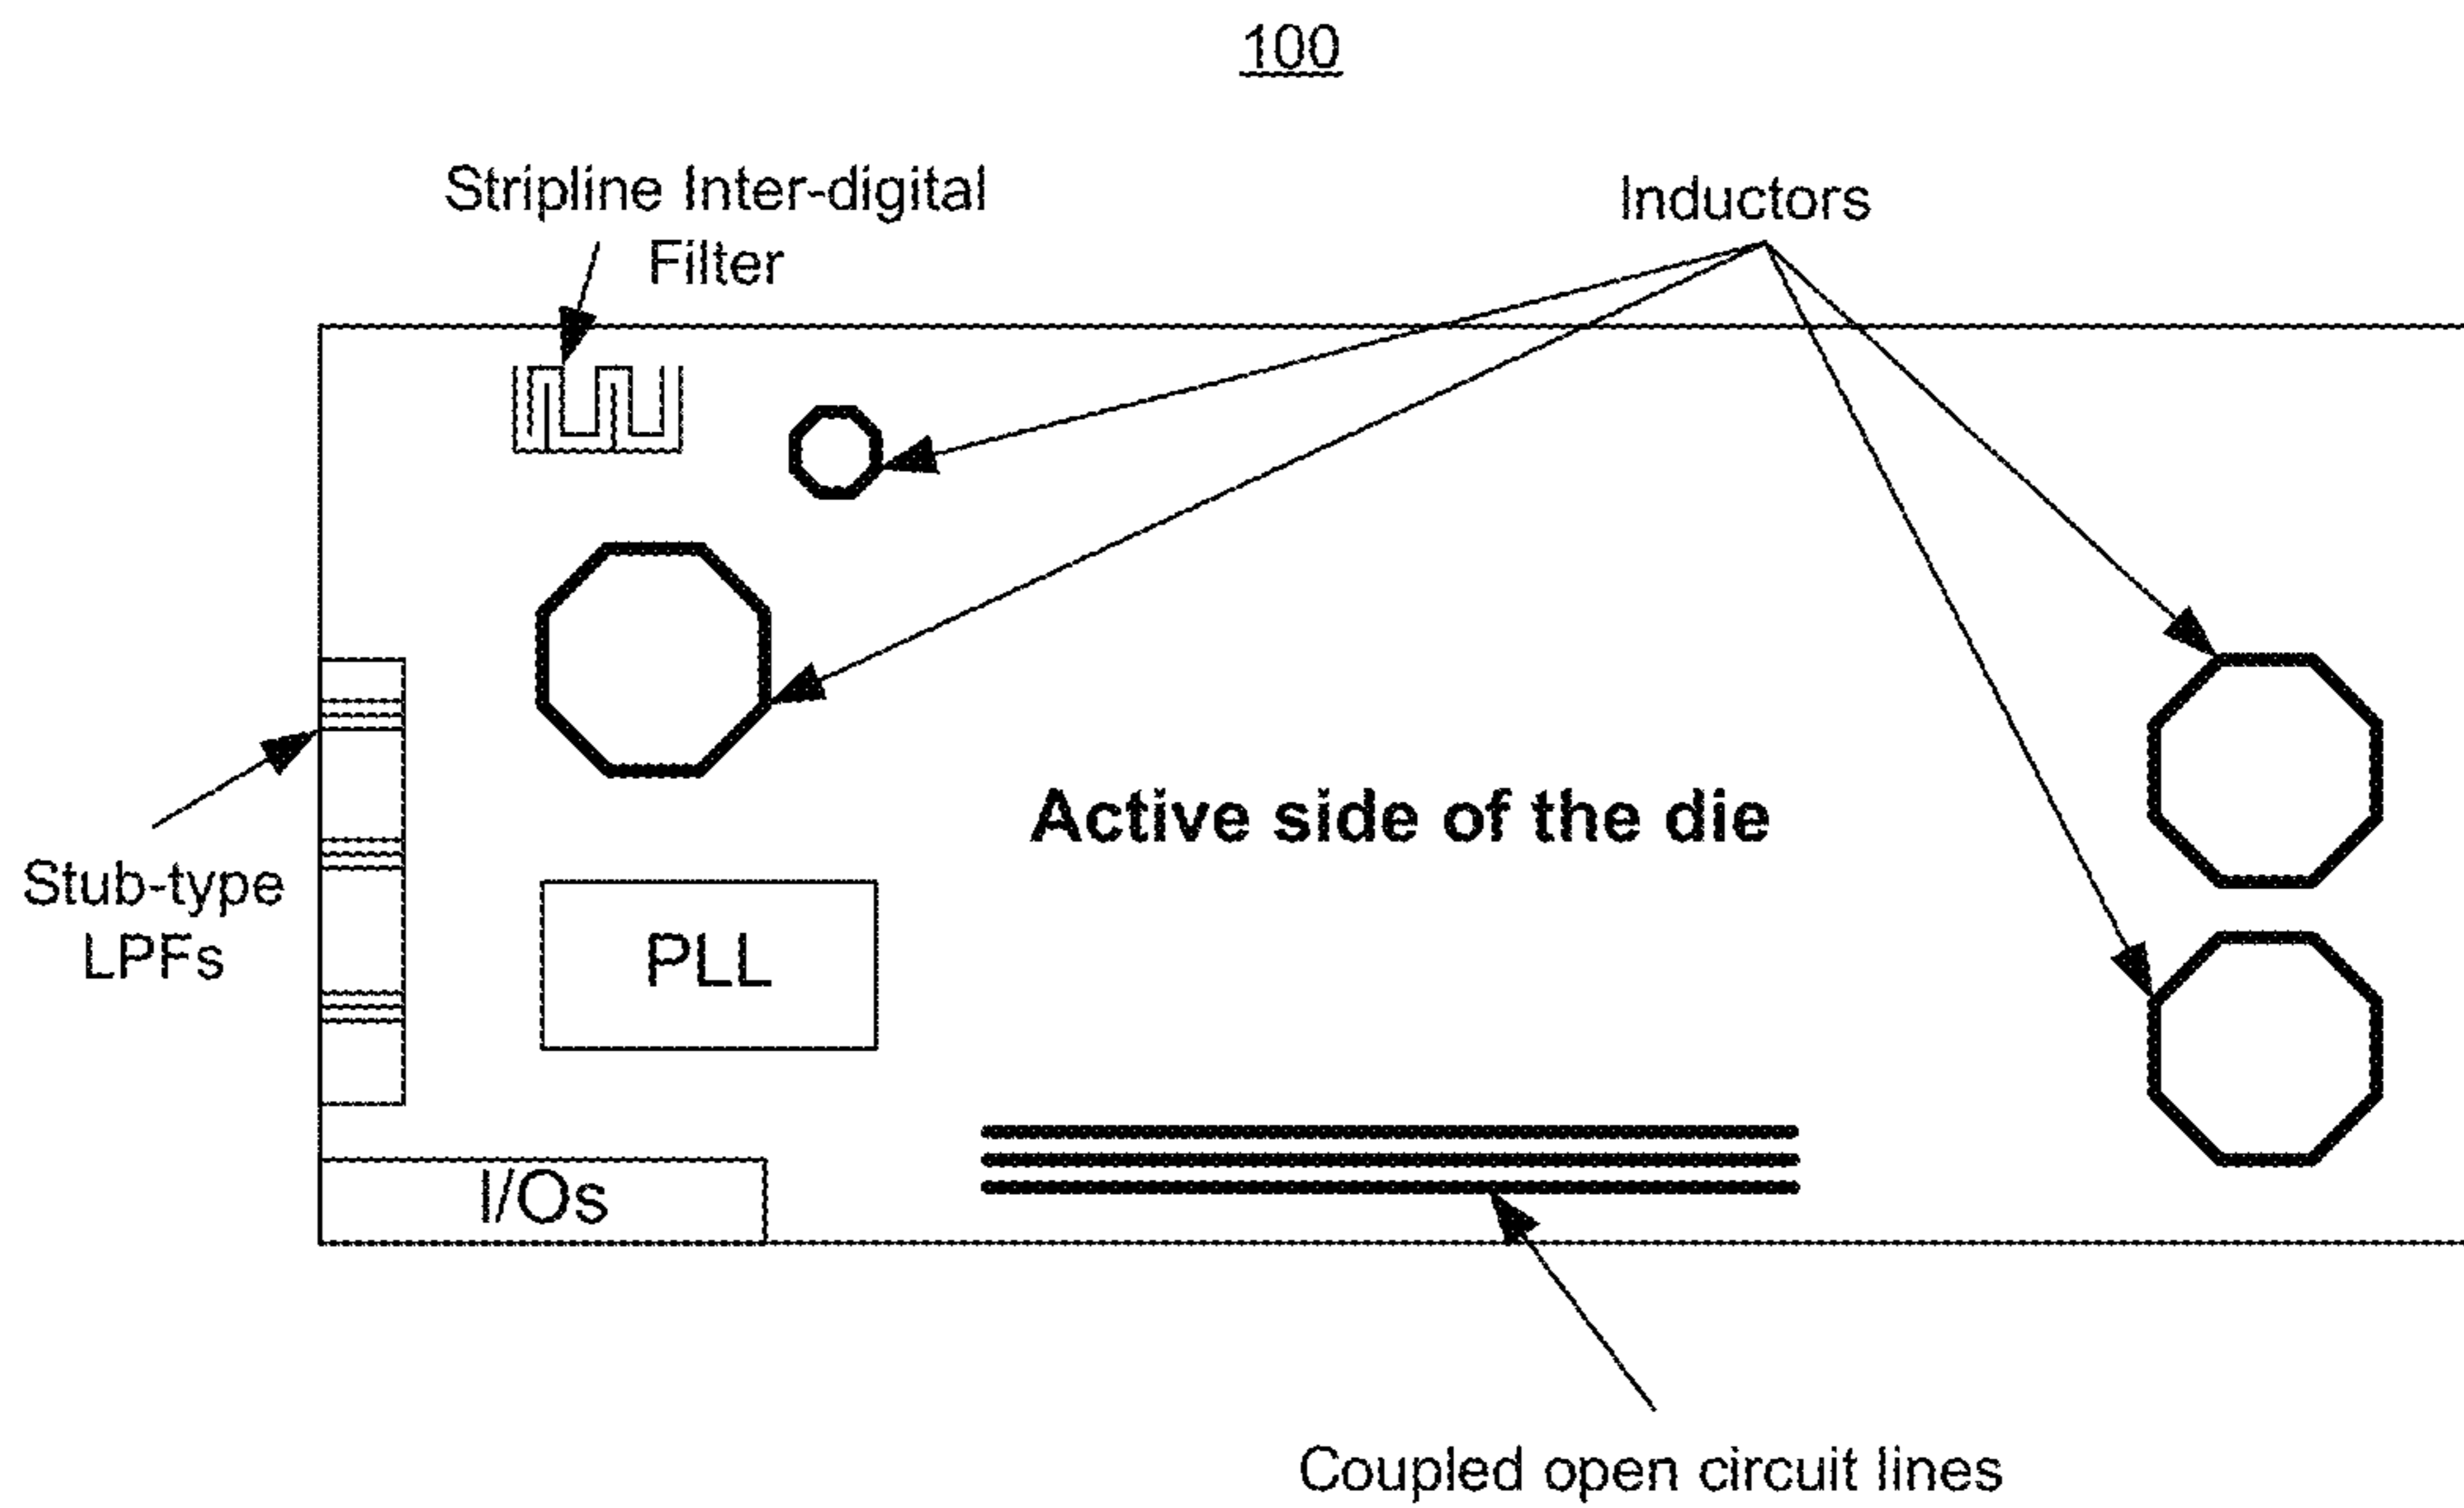 100
Stripline Inter-digital
Filter
Inductors
Active side of the die
Stub-type
LPFs
PLL
I/Os
Coupled open circuit lines